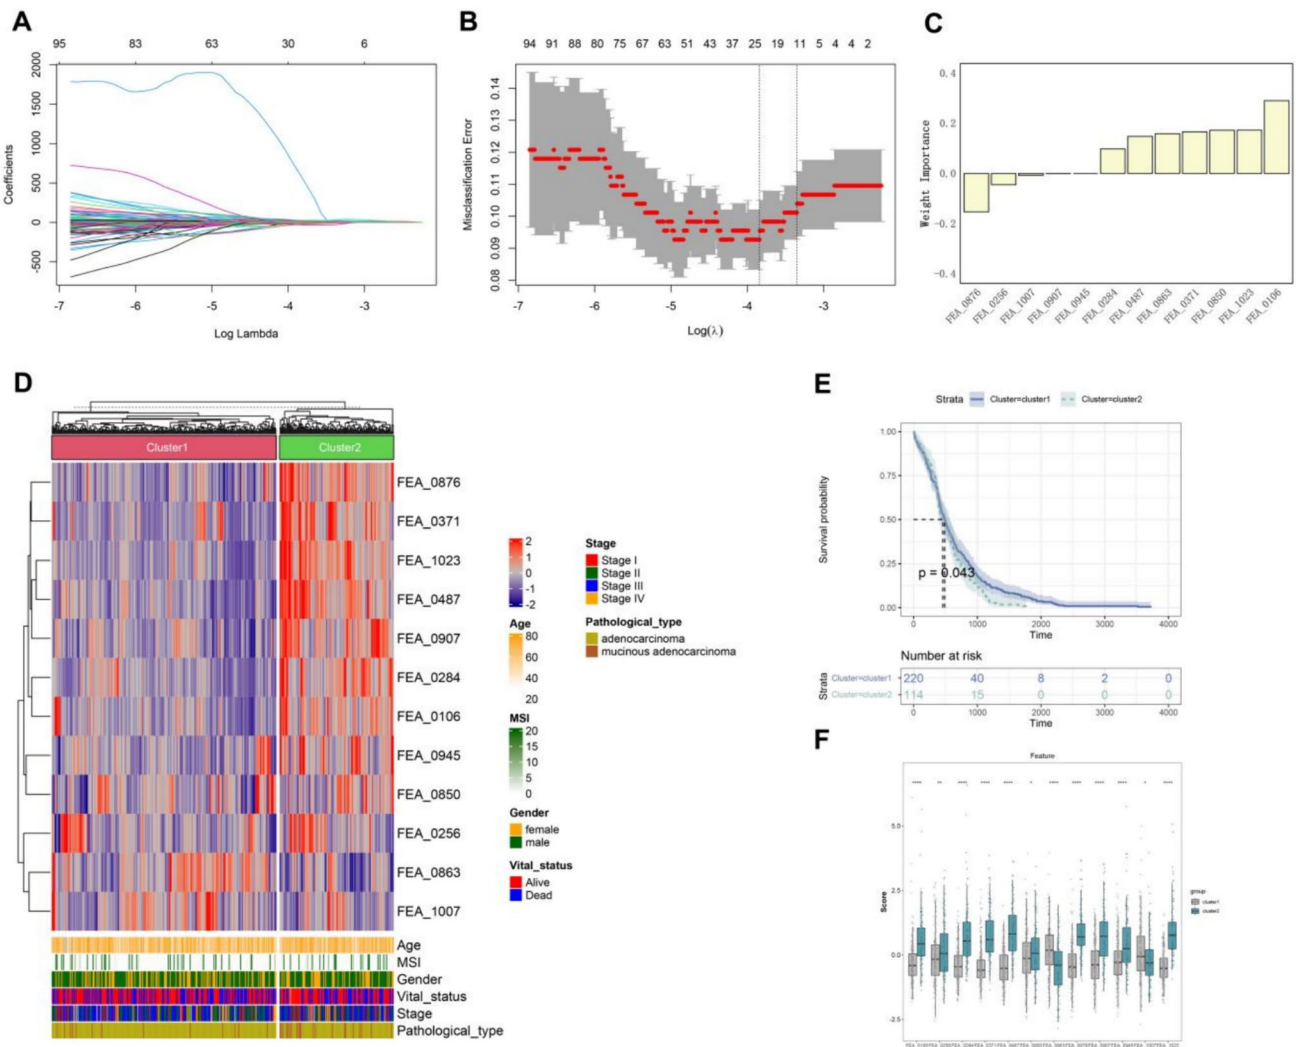 A
95 83 63 30 6
2000
1500
1000
500
0
-500
Coefficients
-7 -6 -5 -4 -3
Log Lambda
B
94 91 88 80 75 67 63 51 43 37 25 19 11 5 4 4 2
0.14
0.13
0.12
0.11
0.10
0.09
0.08
Misclassification Error
-7 -6 -5 -4 -3
Log(λ)
C
0.4
0.2
0.0
-0.2
-0.4
Weight Importance
FEA_0876 FEA_0256 FEA_1007 FEA_0907 FEA_0945 FEA_0284 FEA_0487 FEA_0863 FEA_0371 FEA_0850 FEA_1023 FEA_0106
D
Cluster1 Cluster2
FEA_0876
FEA_0371
FEA_1023
FEA_0487
FEA_0907
FEA_0284
FEA_0106
FEA_0945
FEA_0850
FEA_0256
FEA_0863
FEA_1007
Age
MSI
Gender
Vital_status
Stage
Pathological_type
2
1
0
-1
-2
Age
80
60
40
20
MSI
20
15
10
5
0
Gender
female
male
Vital_status
Alive
Dead
Stage
Stage I
Stage II
Stage III
Stage IV
Pathological_type
adenocarcinoma
mucinous adenocarcinoma
E
Strata Cluster=cluster1 Cluster=cluster2
1.00
0.75
0.50
0.25
0.00
Survival probability
p = 0.043
0 1000 2000 3000 4000
Time
Number at risk
Strata
Cluster=cluster1 220 40 8 2 0
Cluster=cluster2 114 15 0 0 0
0 1000 2000 3000 4000
Time
F
Feature
5.0
2.5
0.0
-2.5
Score
group
cluster1
cluster2